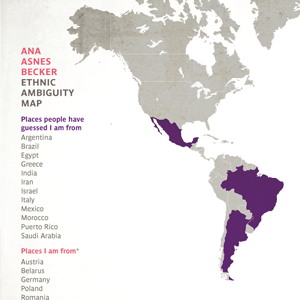 ANA
ASNES
BECKER
ETHNIC
AMBIGUITY
MAP
Places people have
guessed I am from
Argentina
Brazil
Egypt
Greece
India
Iran
Israel
Italy
Mexico
Morocco
Puerto Rico
Saudi Arabia
Places I am from*
Austria
Belarus
Germany
Poland
Romania